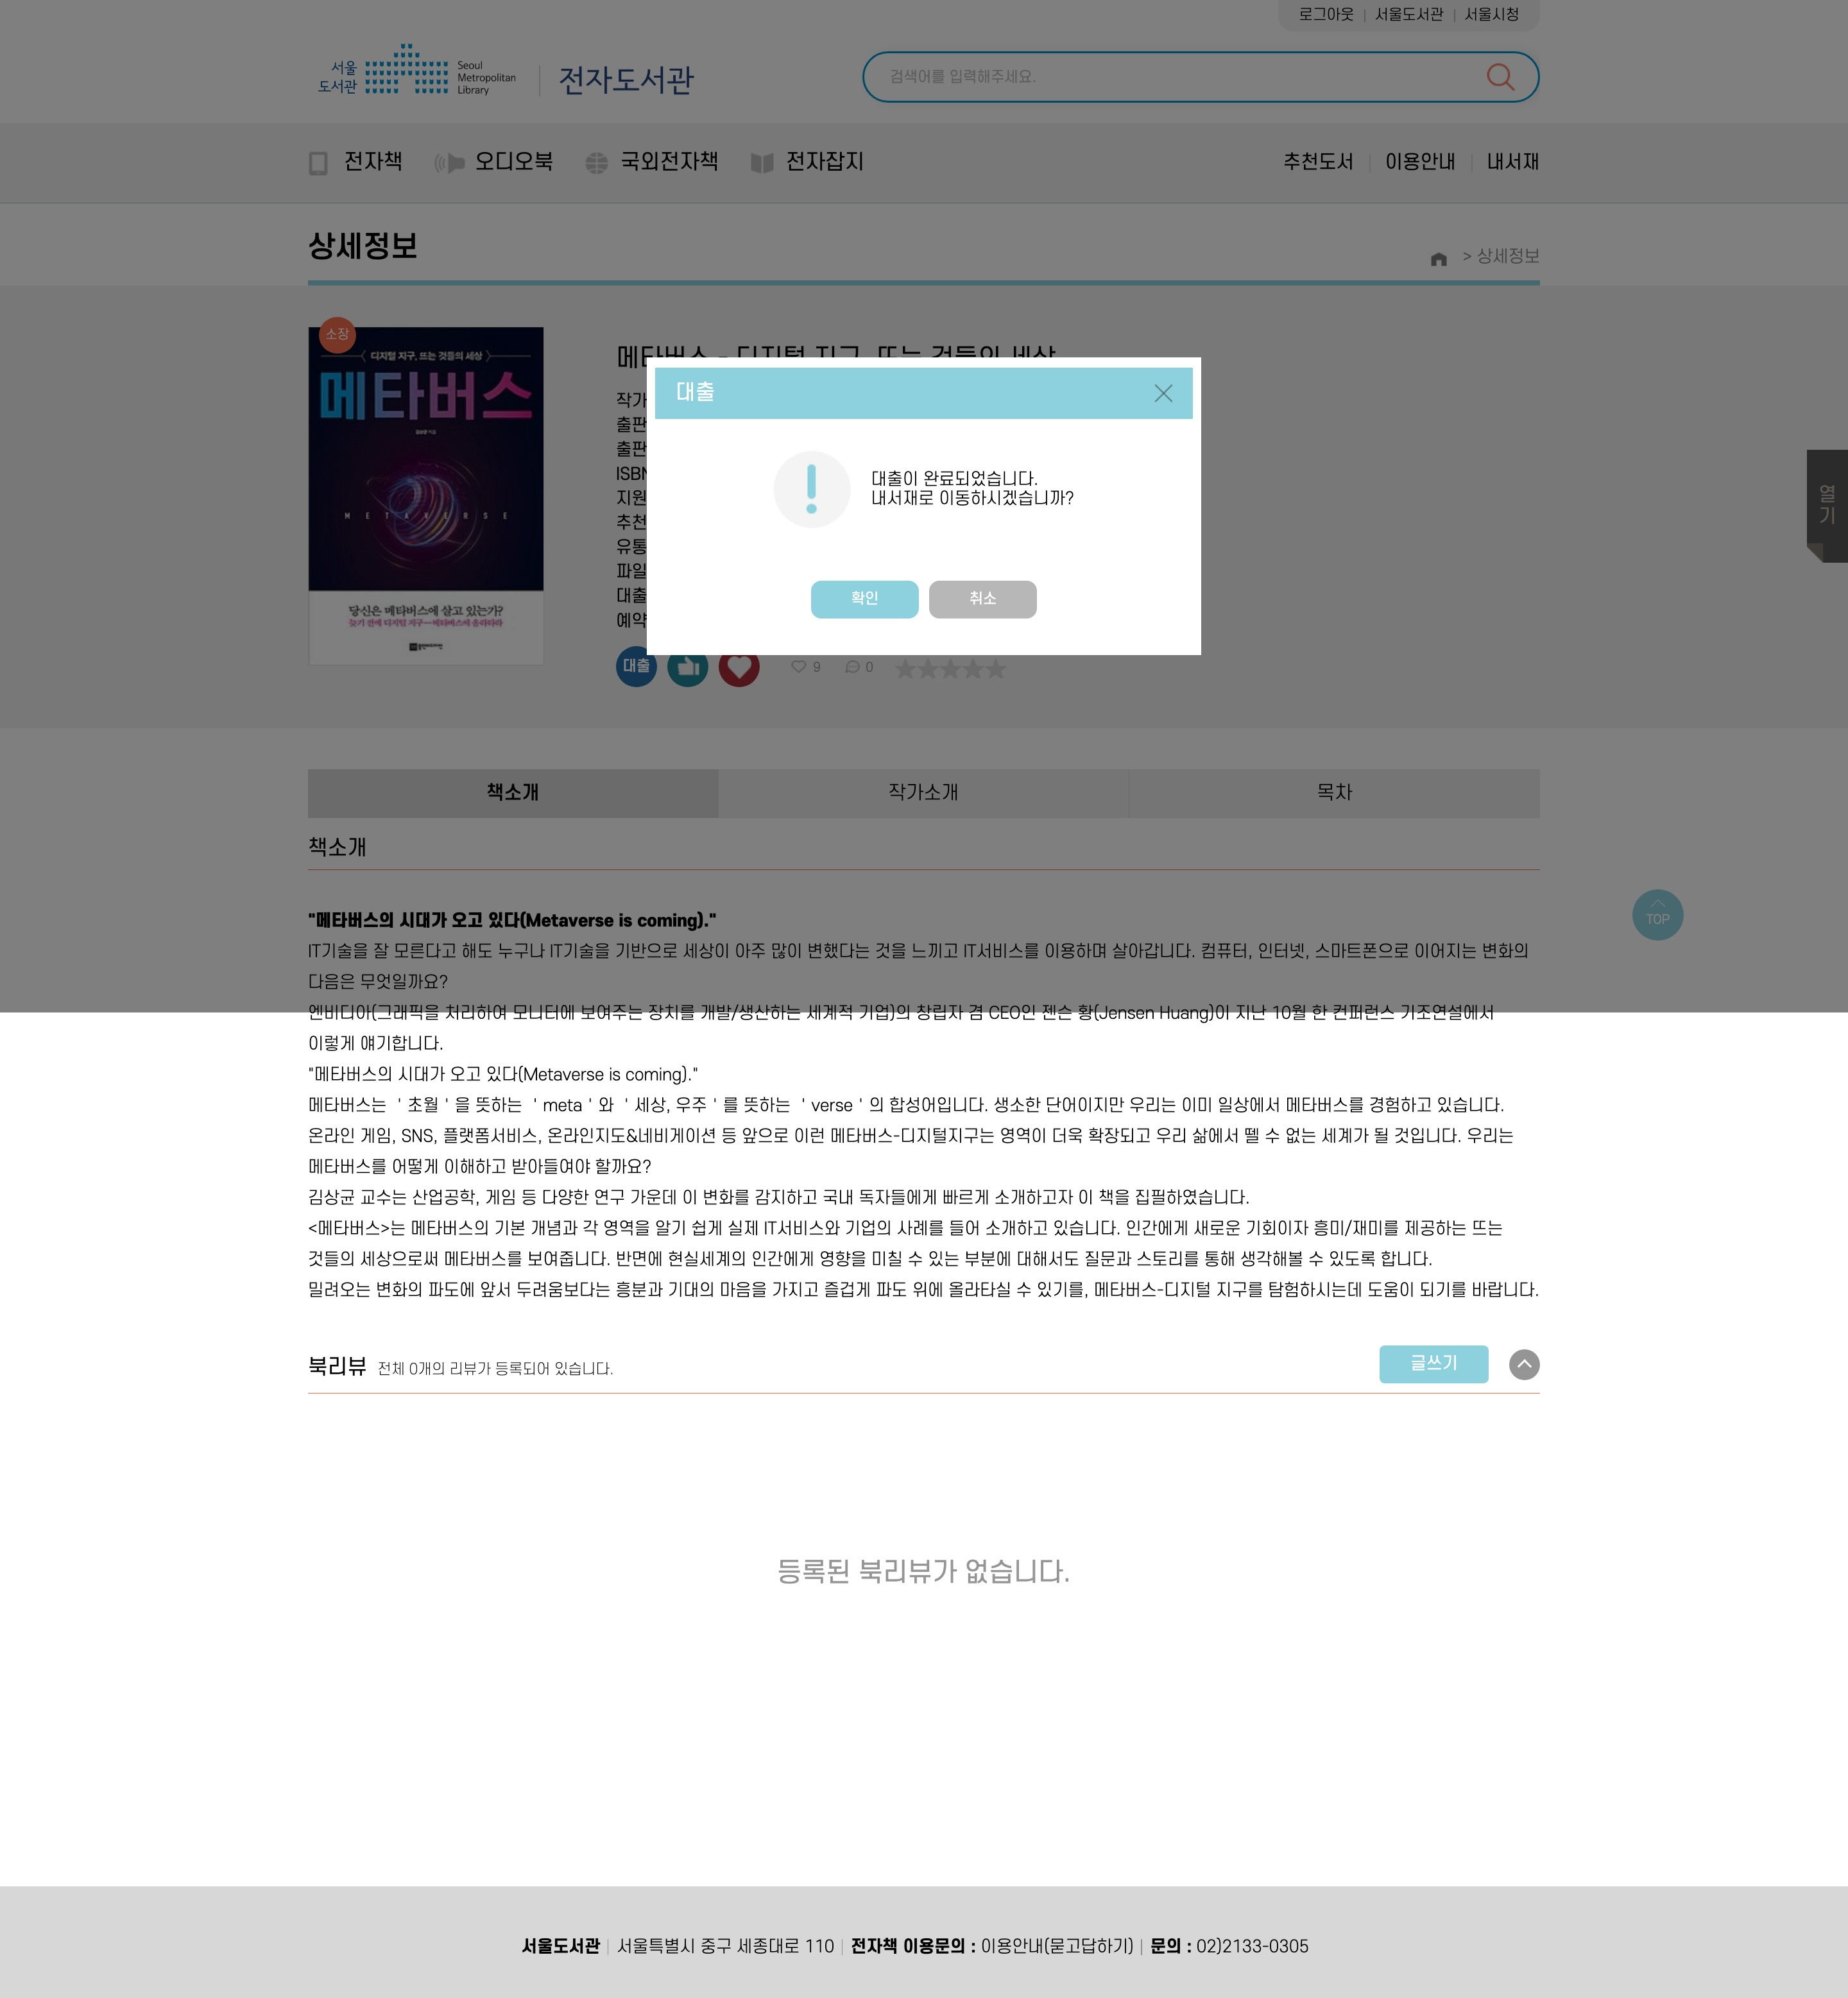 로그아웃 | 서울도서관 | 서울시청
서울
도서관
Seoul
Metropolitan
Library
전자도서관
검색어를 입력해주세요.
전자책 오디오북 국외전자책 전자잡지
추천도서 이용안내 내서재
상세정보
> 상세정보
소장
디지털 지구, 뜨는 것들의 세상
메타버스
METAVERSE
당신은 메타버스에 살고 있는가?
늦기 전에 디지털 지구—메타버스에 올라타라
메타버스 - 디지털 지구, 뜨는 것들의 세상
작가
출판
출판
ISBN
지원
추천
유통
파일
대출
예약
대출
대출이 완료되었습니다.
내서재로 이동하시겠습니까?
확인 취소
열기
대출 9 0
책소개 작가소개 목차
책소개
TOP
"메타버스의 시대가 오고 있다(Metaverse is coming)."
IT기술을 잘 모른다고 해도 누구나 IT기술을 기반으로 세상이 아주 많이 변했다는 것을 느끼고 IT서비스를 이용하며 살아갑니다. 컴퓨터, 인터넷, 스마트폰으로 이어지는 변화의
다음은 무엇일까요?
엔비디아(그래픽을 처리하여 모니터에 보여주는 장치를 개발/생산하는 세계적 기업)의 창립자 겸 CEO인 젠슨 황(Jensen Huang)이 지난 10월 한 컨퍼런스 기조연설에서
이렇게 얘기합니다.
"메타버스의 시대가 오고 있다(Metaverse is coming)."
메타버스는 ＇초월＇을 뜻하는 ＇meta＇와 ＇세상, 우주＇를 뜻하는 ＇verse＇의 합성어입니다. 생소한 단어이지만 우리는 이미 일상에서 메타버스를 경험하고 있습니다.
온라인 게임, SNS, 플랫폼서비스, 온라인지도&네비게이션 등 앞으로 이런 메타버스-디지털지구는 영역이 더욱 확장되고 우리 삶에서 뗄 수 없는 세계가 될 것입니다. 우리는
메타버스를 어떻게 이해하고 받아들여야 할까요?
김상균 교수는 산업공학, 게임 등 다양한 연구 가운데 이 변화를 감지하고 국내 독자들에게 빠르게 소개하고자 이 책을 집필하였습니다.
<메타버스>는 메타버스의 기본 개념과 각 영역을 알기 쉽게 실제 IT서비스와 기업의 사례를 들어 소개하고 있습니다. 인간에게 새로운 기회이자 흥미/재미를 제공하는 뜨는
것들의 세상으로써 메타버스를 보여줍니다. 반면에 현실세계의 인간에게 영향을 미칠 수 있는 부분에 대해서도 질문과 스토리를 통해 생각해볼 수 있도록 합니다.
밀려오는 변화의 파도에 앞서 두려움보다는 흥분과 기대의 마음을 가지고 즐겁게 파도 위에 올라타실 수 있기를, 메타버스-디지털 지구를 탐험하시는데 도움이 되기를 바랍니다.
북리뷰 전체 0개의 리뷰가 등록되어 있습니다.
글쓰기
등록된 북리뷰가 없습니다.
서울도서관 | 서울특별시 중구 세종대로 110 | 전자책 이용문의 : 이용안내(묻고답하기) | 문의 : 02)2133-0305